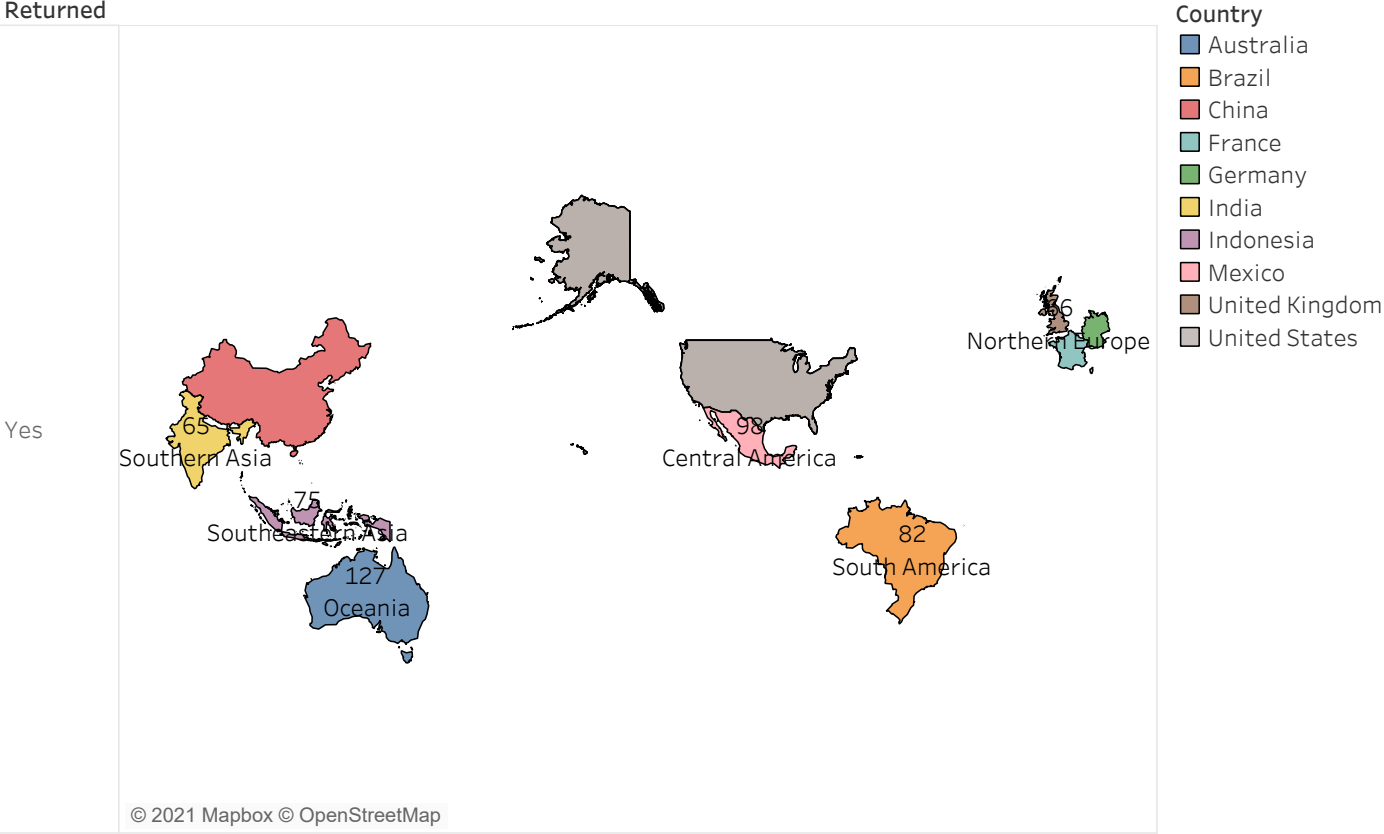 Returned
Country
Australia
Brazil
China
France
Germany
India
Indonesia
Mexico
United Kingdom
United States
Yes
Northern Europe
65
Southern Asia
98
Central America
75
Southeastern Asia
82
South America
127
Oceania
© 2021 Mapbox © OpenStreetMap